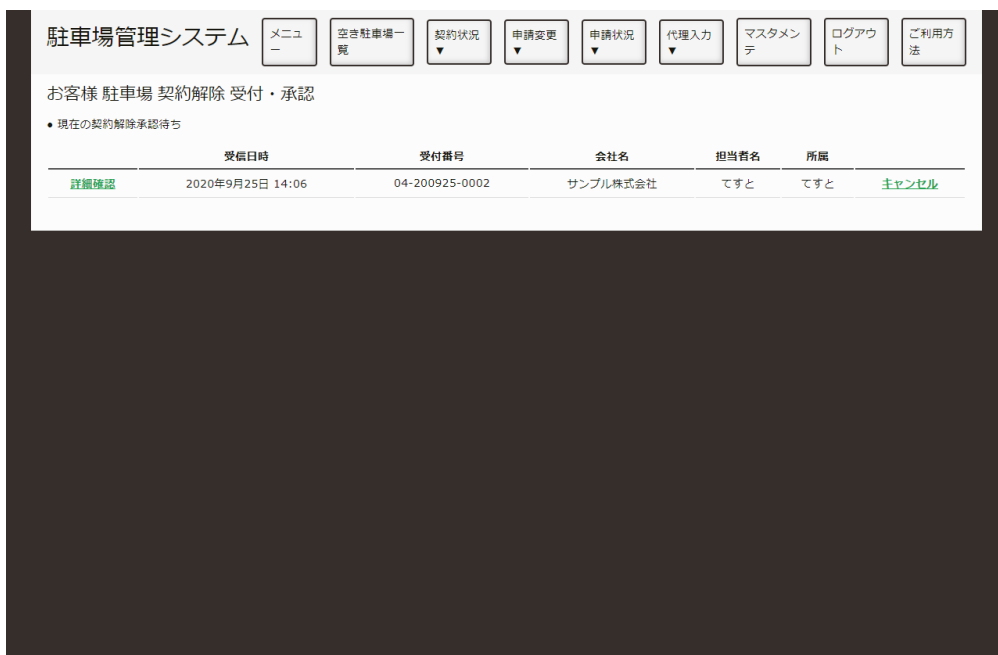 駐車場管理システム
メニュ
ー
空き駐車場一
覧
契約状況
▼
申請変更
▼
申請状況
▼
代理入力
▼
マスタメン
テ
ログアウ
ト
ご利用方
法
お客様 駐車場 契約解除 受付・承認
● 現在の契約解除承認待ち
受信日時 受付番号 会社名 担当者名 所属
詳細確認 2020年9月25日 14:06 04-200925-0002 サンプル株式会社 てすと てすと キャンセル